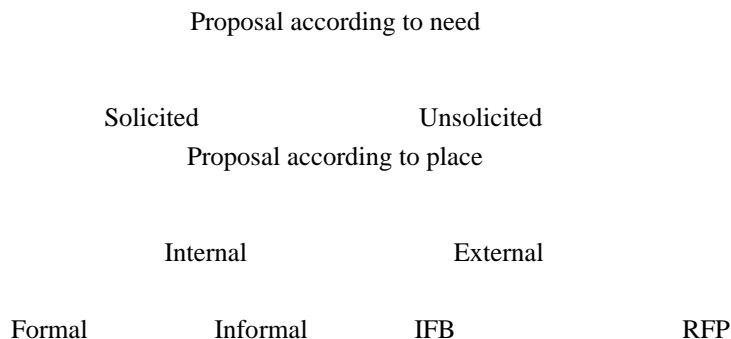 Proposal according to need
Solicited Unsolicited
Proposal according to place
Internal External
Formal Informal IFB RFP